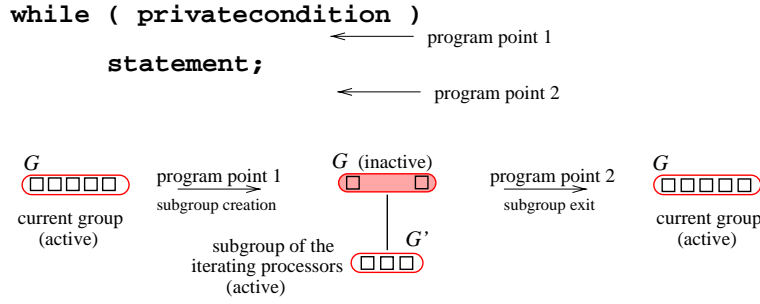 while ( privatecondition )
program point 1
statement;
program point 2
G
current group
(active)
program point 1
subgroup creation
G (inactive)
G’
subgroup of the
iterating processors
(active)
program point 2
subgroup exit
G
current group
(active)